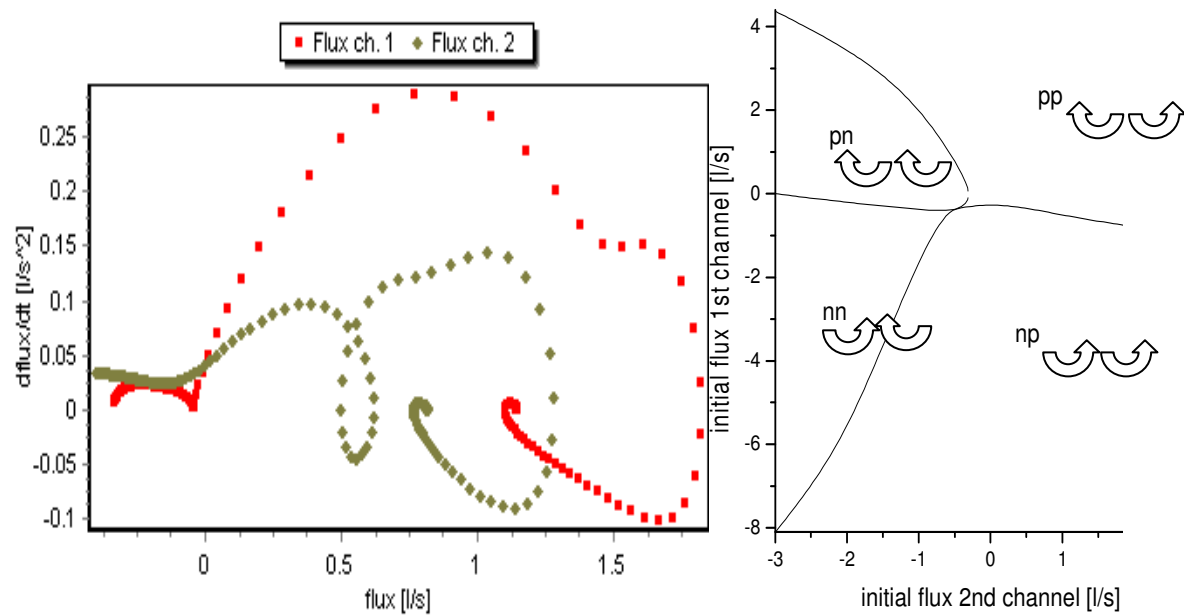 Flux ch. 1 Flux ch. 2
dflux/dt [l/s^2]
0.25
0.2
0.15
0.1
0.05
0
-0.05
-0.1
0 0.5 1 1.5
flux [l/s]
initial flux 1st channel [l/s]
4
2
0
-2
-4
-6
-8
pp
pn
nn
np
-3 -2 -1 0 1
initial flux 2nd channel [l/s]